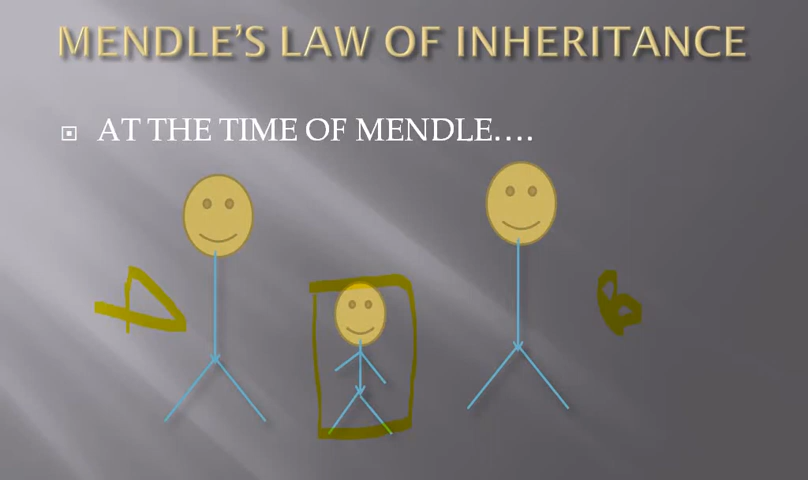 MENDLE'S LAW OF INHERITANCE
AT THE TIME OF MENDLE....